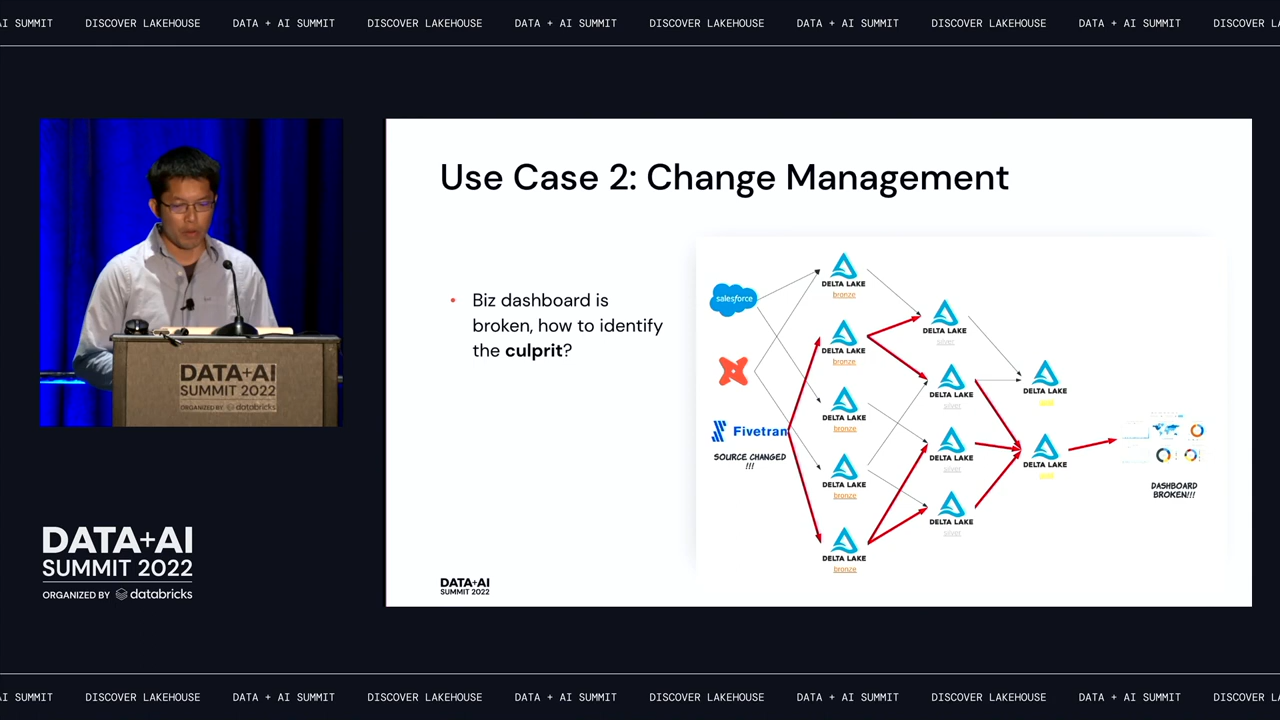 AI SUMMIT DISCOVER LAKEHOUSE DATA + AI SUMMIT DISCOVER LAKEHOUSE DATA + AI SUMMIT DISCOVER LAKEHOUSE DATA + AI SUMMIT DISCOVER LAKEHOUSE DATA + AI SUMMIT DISCOVER
Use Case 2: Change Management
• Biz dashboard is
broken, how to identify
the culprit?
salesforce
Fivetran
SOURCE CHANGED
!!!
DELTA LAKE
bronze
DELTA LAKE
bronze
DELTA LAKE
bronze
DELTA LAKE
bronze
DELTA LAKE
bronze
DELTA LAKE
silver
DELTA LAKE
silver
DELTA LAKE
silver
DELTA LAKE
silver
DELTA LAKE
DELTA LAKE
DASHBOARD
BROKEN!!!
DATA+AI
SUMMIT 2022
DATA+AI
SUMMIT 2022
ORGANIZED BY databricks
DATA+AI
SUMMIT 2022
ORGANIZED BY databricks
AI SUMMIT DISCOVER LAKEHOUSE DATA + AI SUMMIT DISCOVER LAKEHOUSE DATA + AI SUMMIT DISCOVER LAKEHOUSE DATA + AI SUMMIT DISCOVER LAKEHOUSE DATA + AI SUMMIT DISCOVER